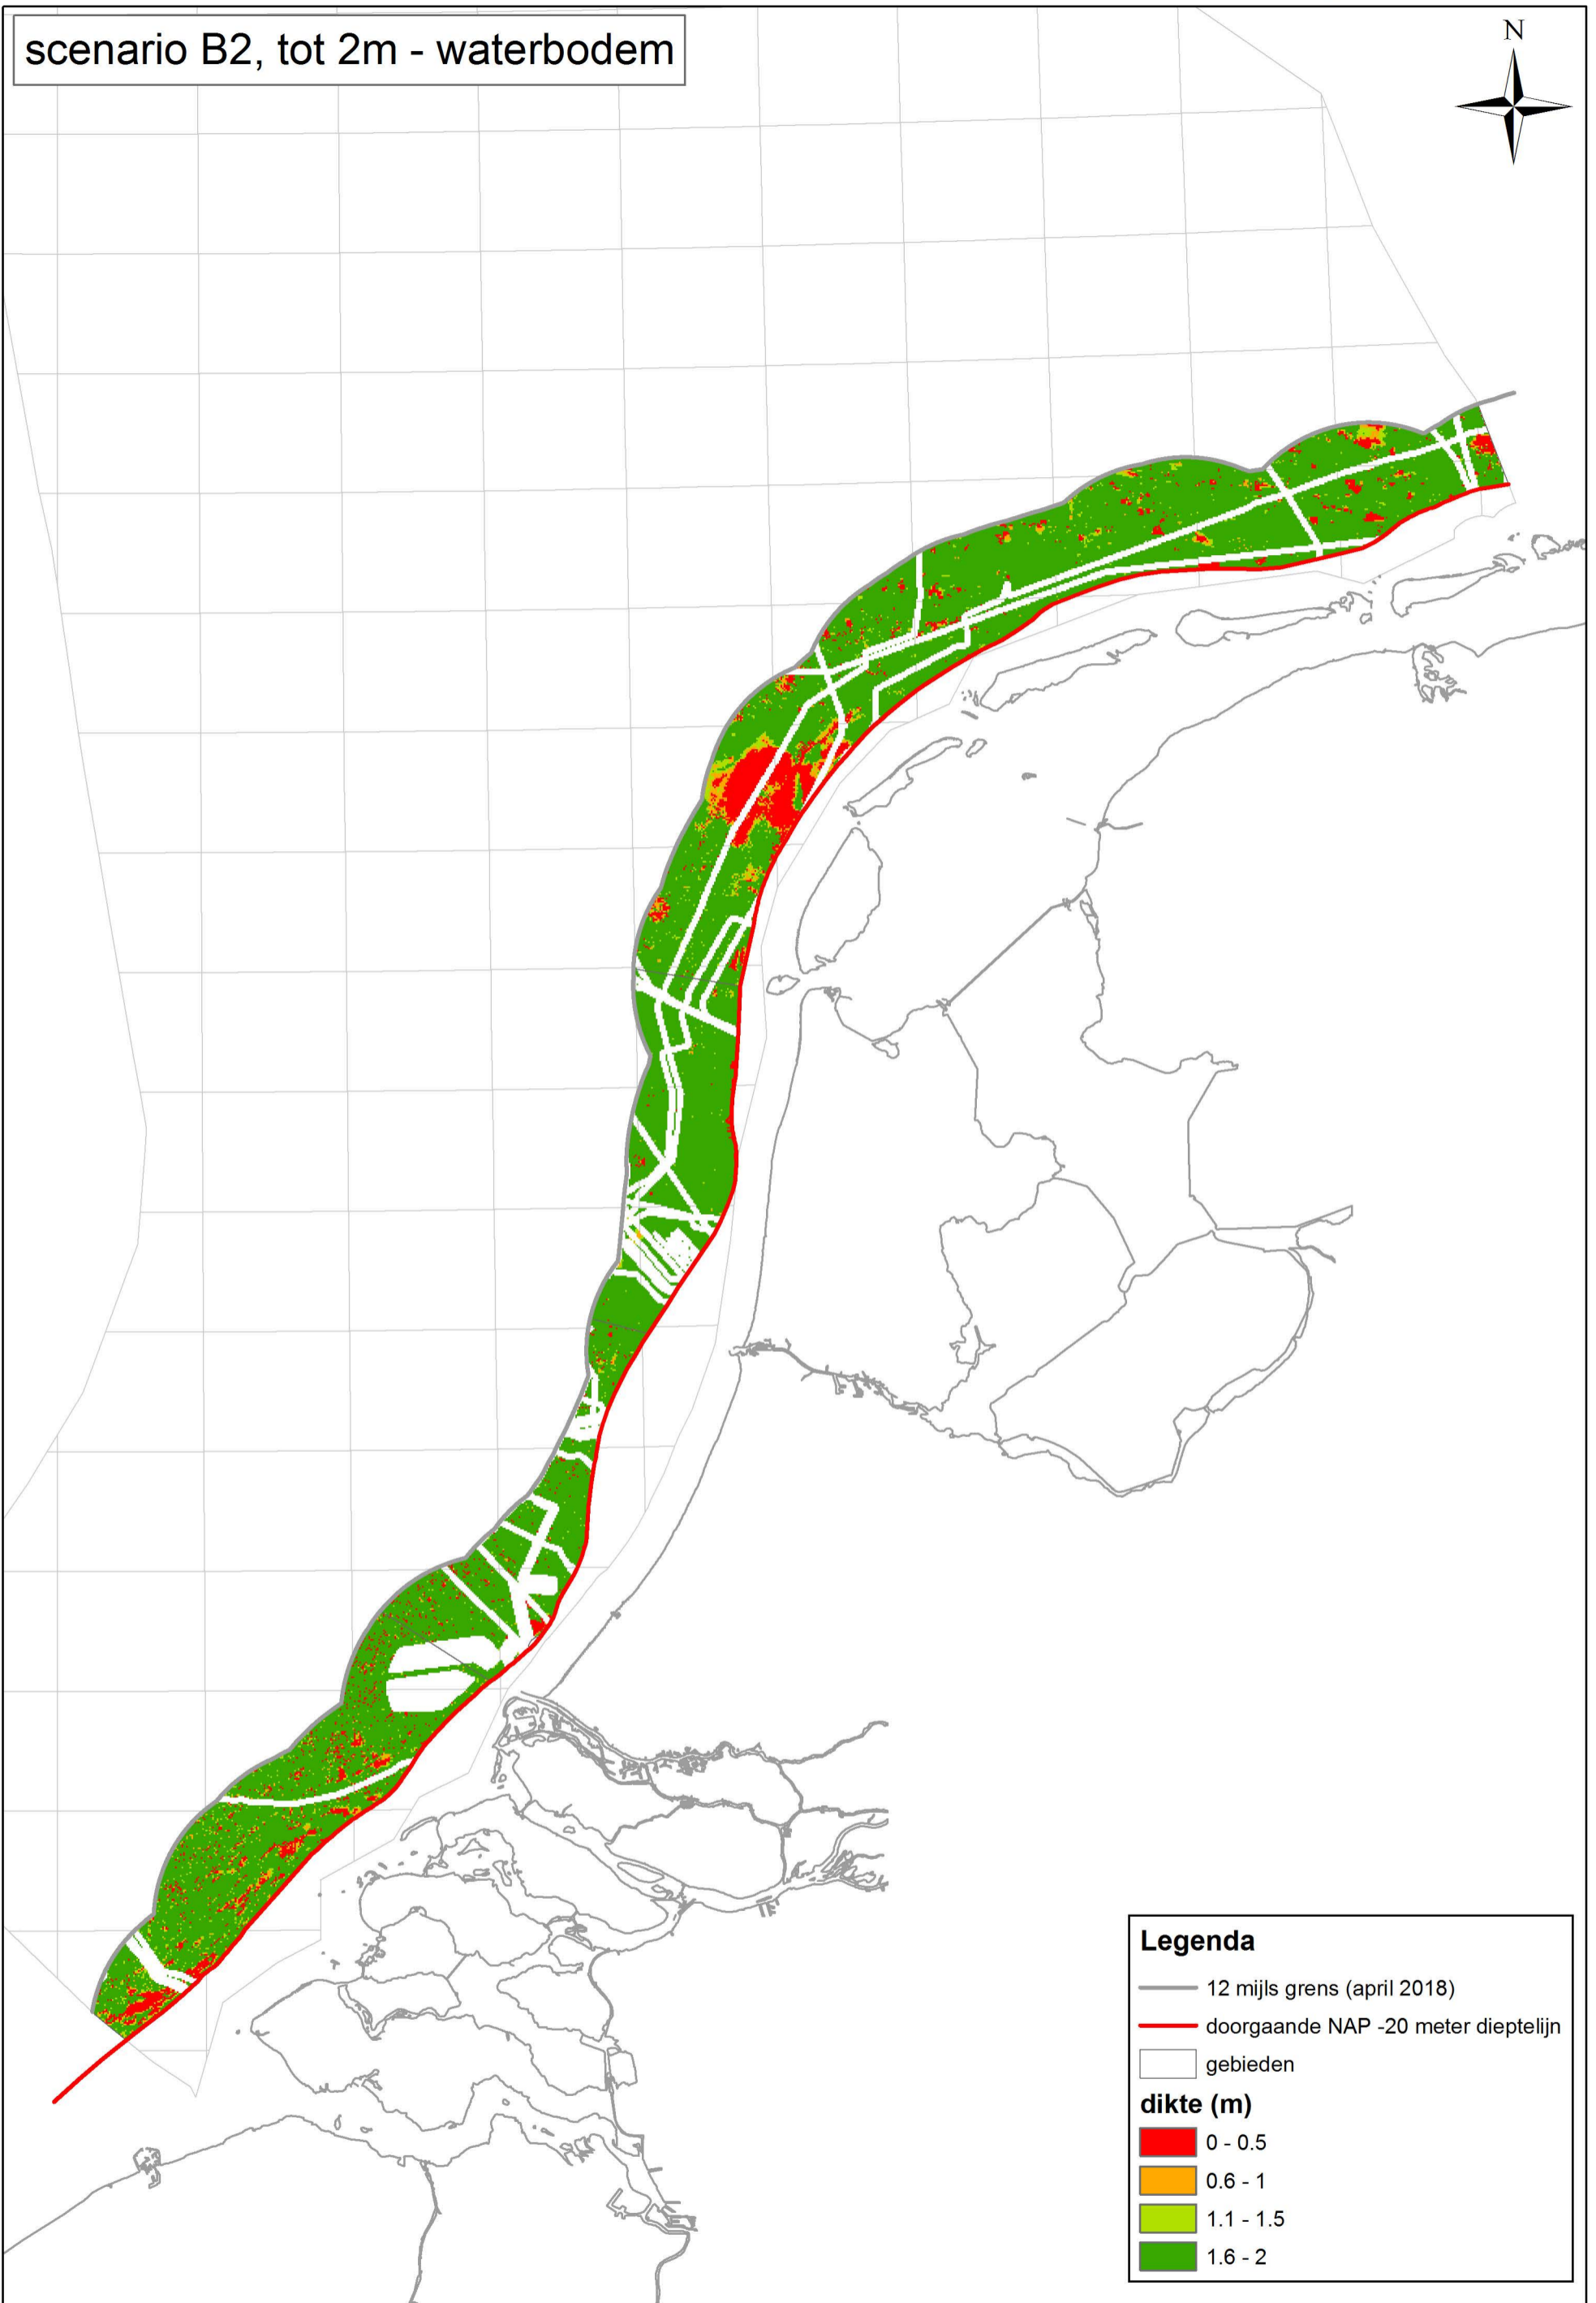 scenario B2, tot 2m - waterbodem
N
Legenda
12 mijls grens (april 2018)
doorgaande NAP -20 meter dieptelijn
gebieden
dikte (m)
0 - 0.5
0.6 - 1
1.1 - 1.5
1.6 - 2